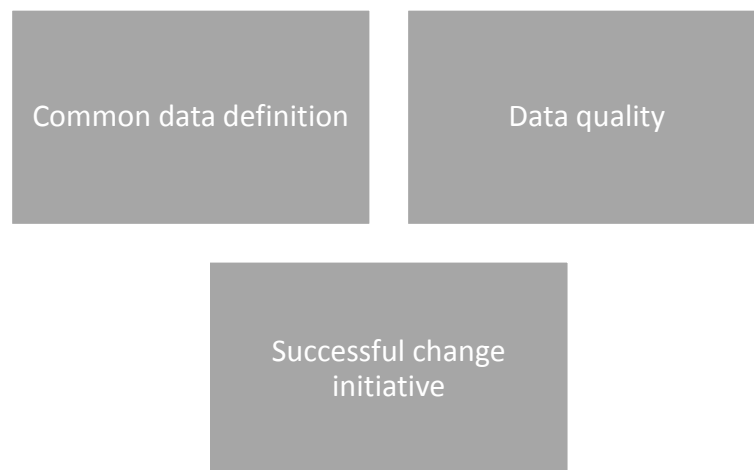 Common data definition
Data quality
Successful change
initiative